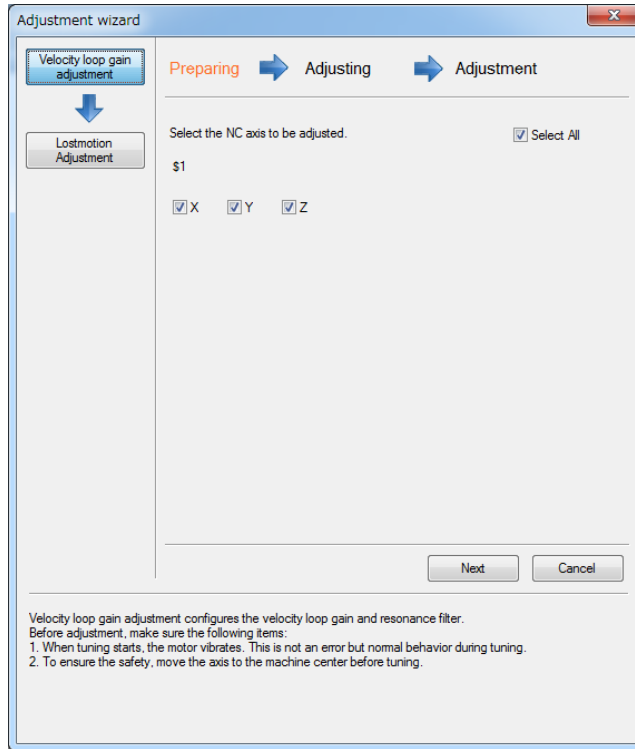 Adjustment wizard
Velocity loop gain
adjustment
Lostmotion
Adjustment
Preparing Adjusting Adjustment
Select the NC axis to be adjusted. Select All
$1
X Y Z
Next Cancel
Velocity loop gain adjustment configures the velocity loop gain and resonance filter.
Before adjustment, make sure the following items:
1. When tuning starts, the motor vibrates. This is not an error but normal behavior during tuning.
2. To ensure the safety, move the axis to the machine center before tuning.